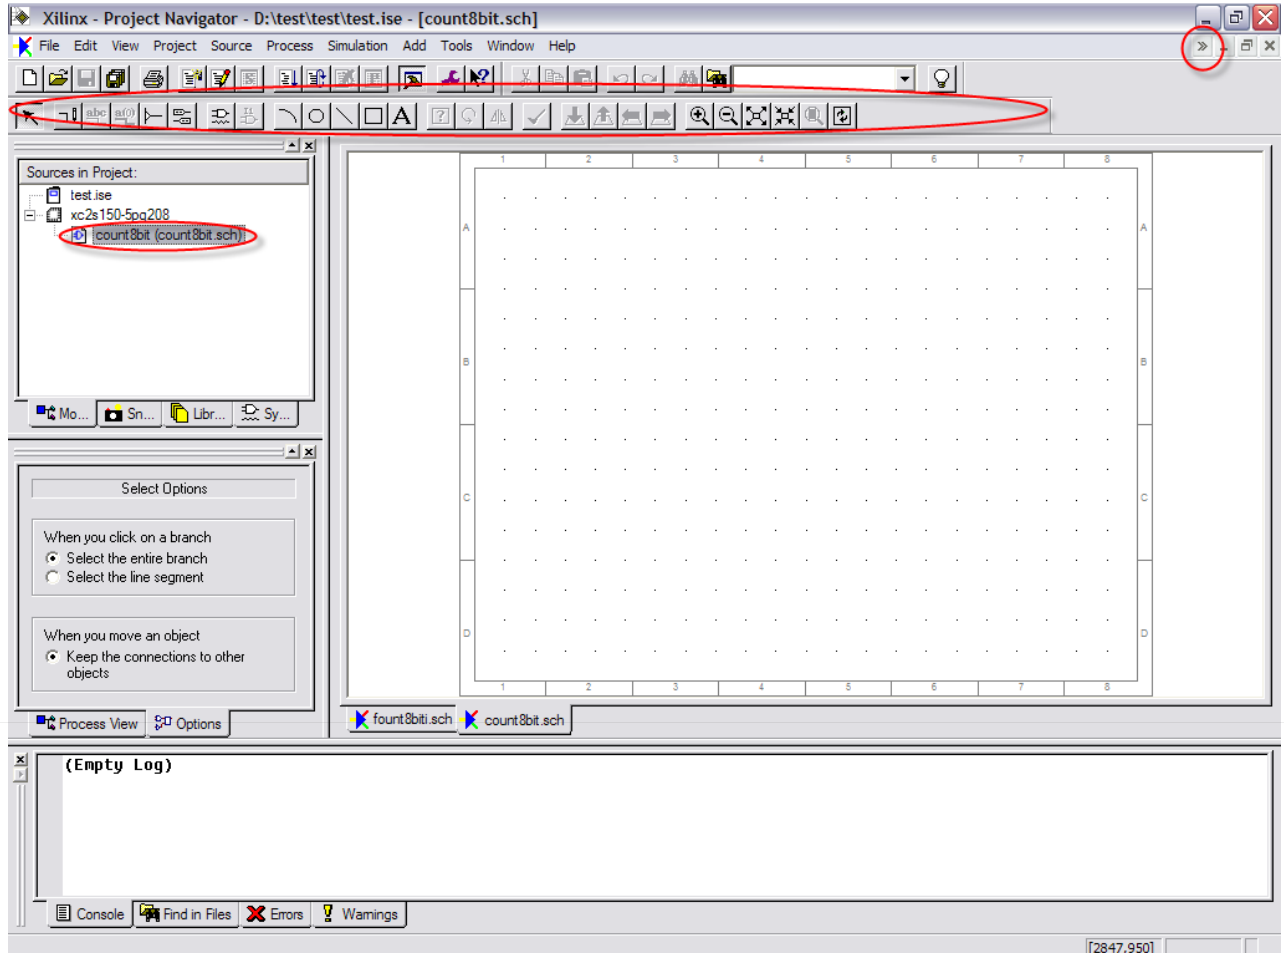 Xilinx - Project Navigator - D:\test\test\test.ise - [count8bit.sch]
File Edit View Project Source Process Simulation Add Tools Window Help
abc a(0) A
Sources in Project:
test.ise
xc2s150-5pq208
count8bit (count8bit.sch)
Mo... Sn... Libr... Sy...
Select Options
When you click on a branch
Select the entire branch
Select the line segment
When you move an object
Keep the connections to other
objects
Process View Options
1 2 3 4 5 6 7 8
A A
B B
C C
D D
1 2 3 4 5 6 7 8
fount8biti.sch count8bit.sch
(Empty Log)
Console Find in Files Errors Warnings
[2847,950]